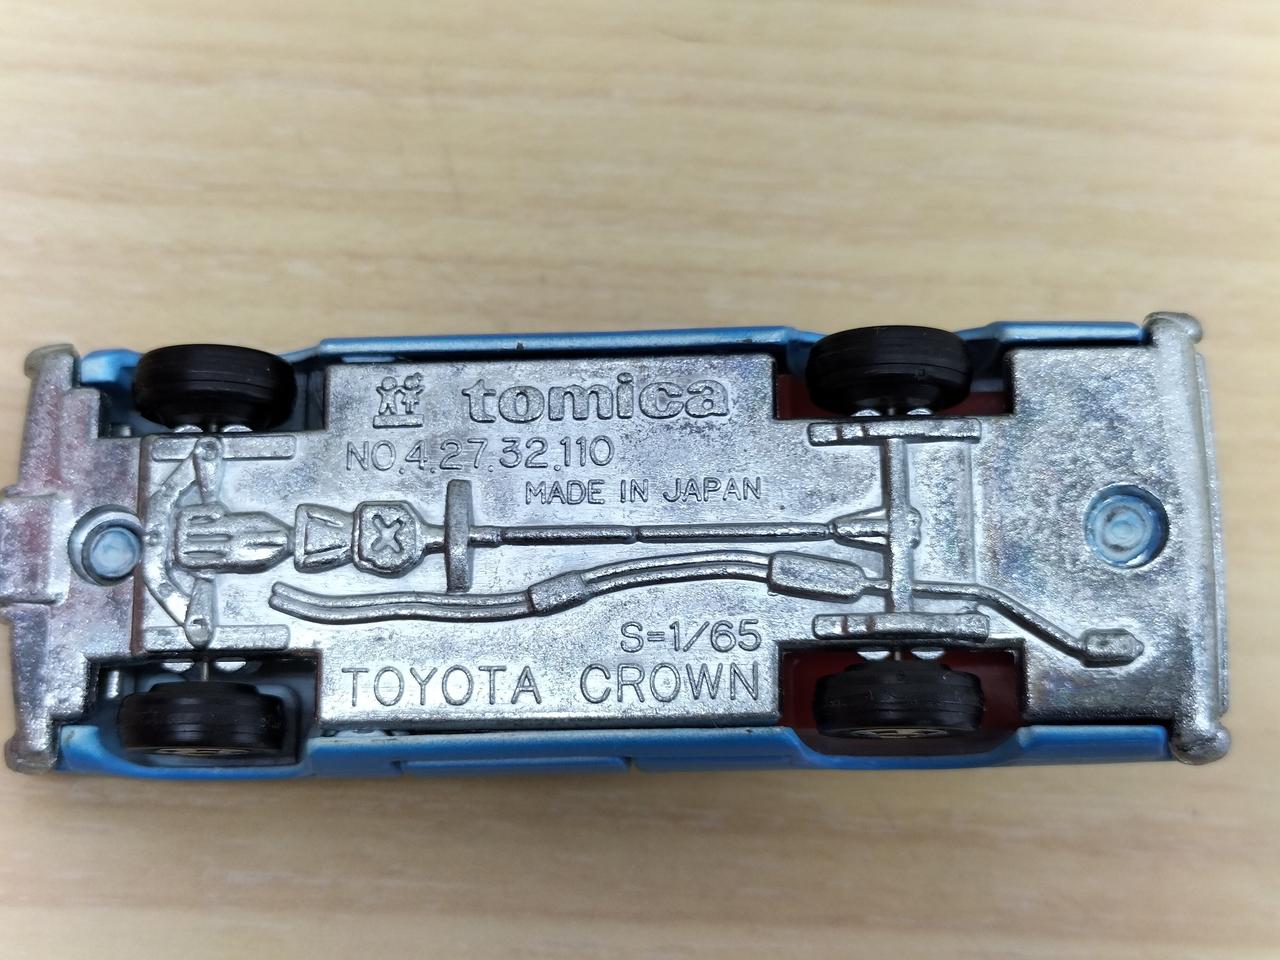 tomica
NO.4.27.32.110
MADE IN JAPAN
S=1/65
TOYOTA CROWN